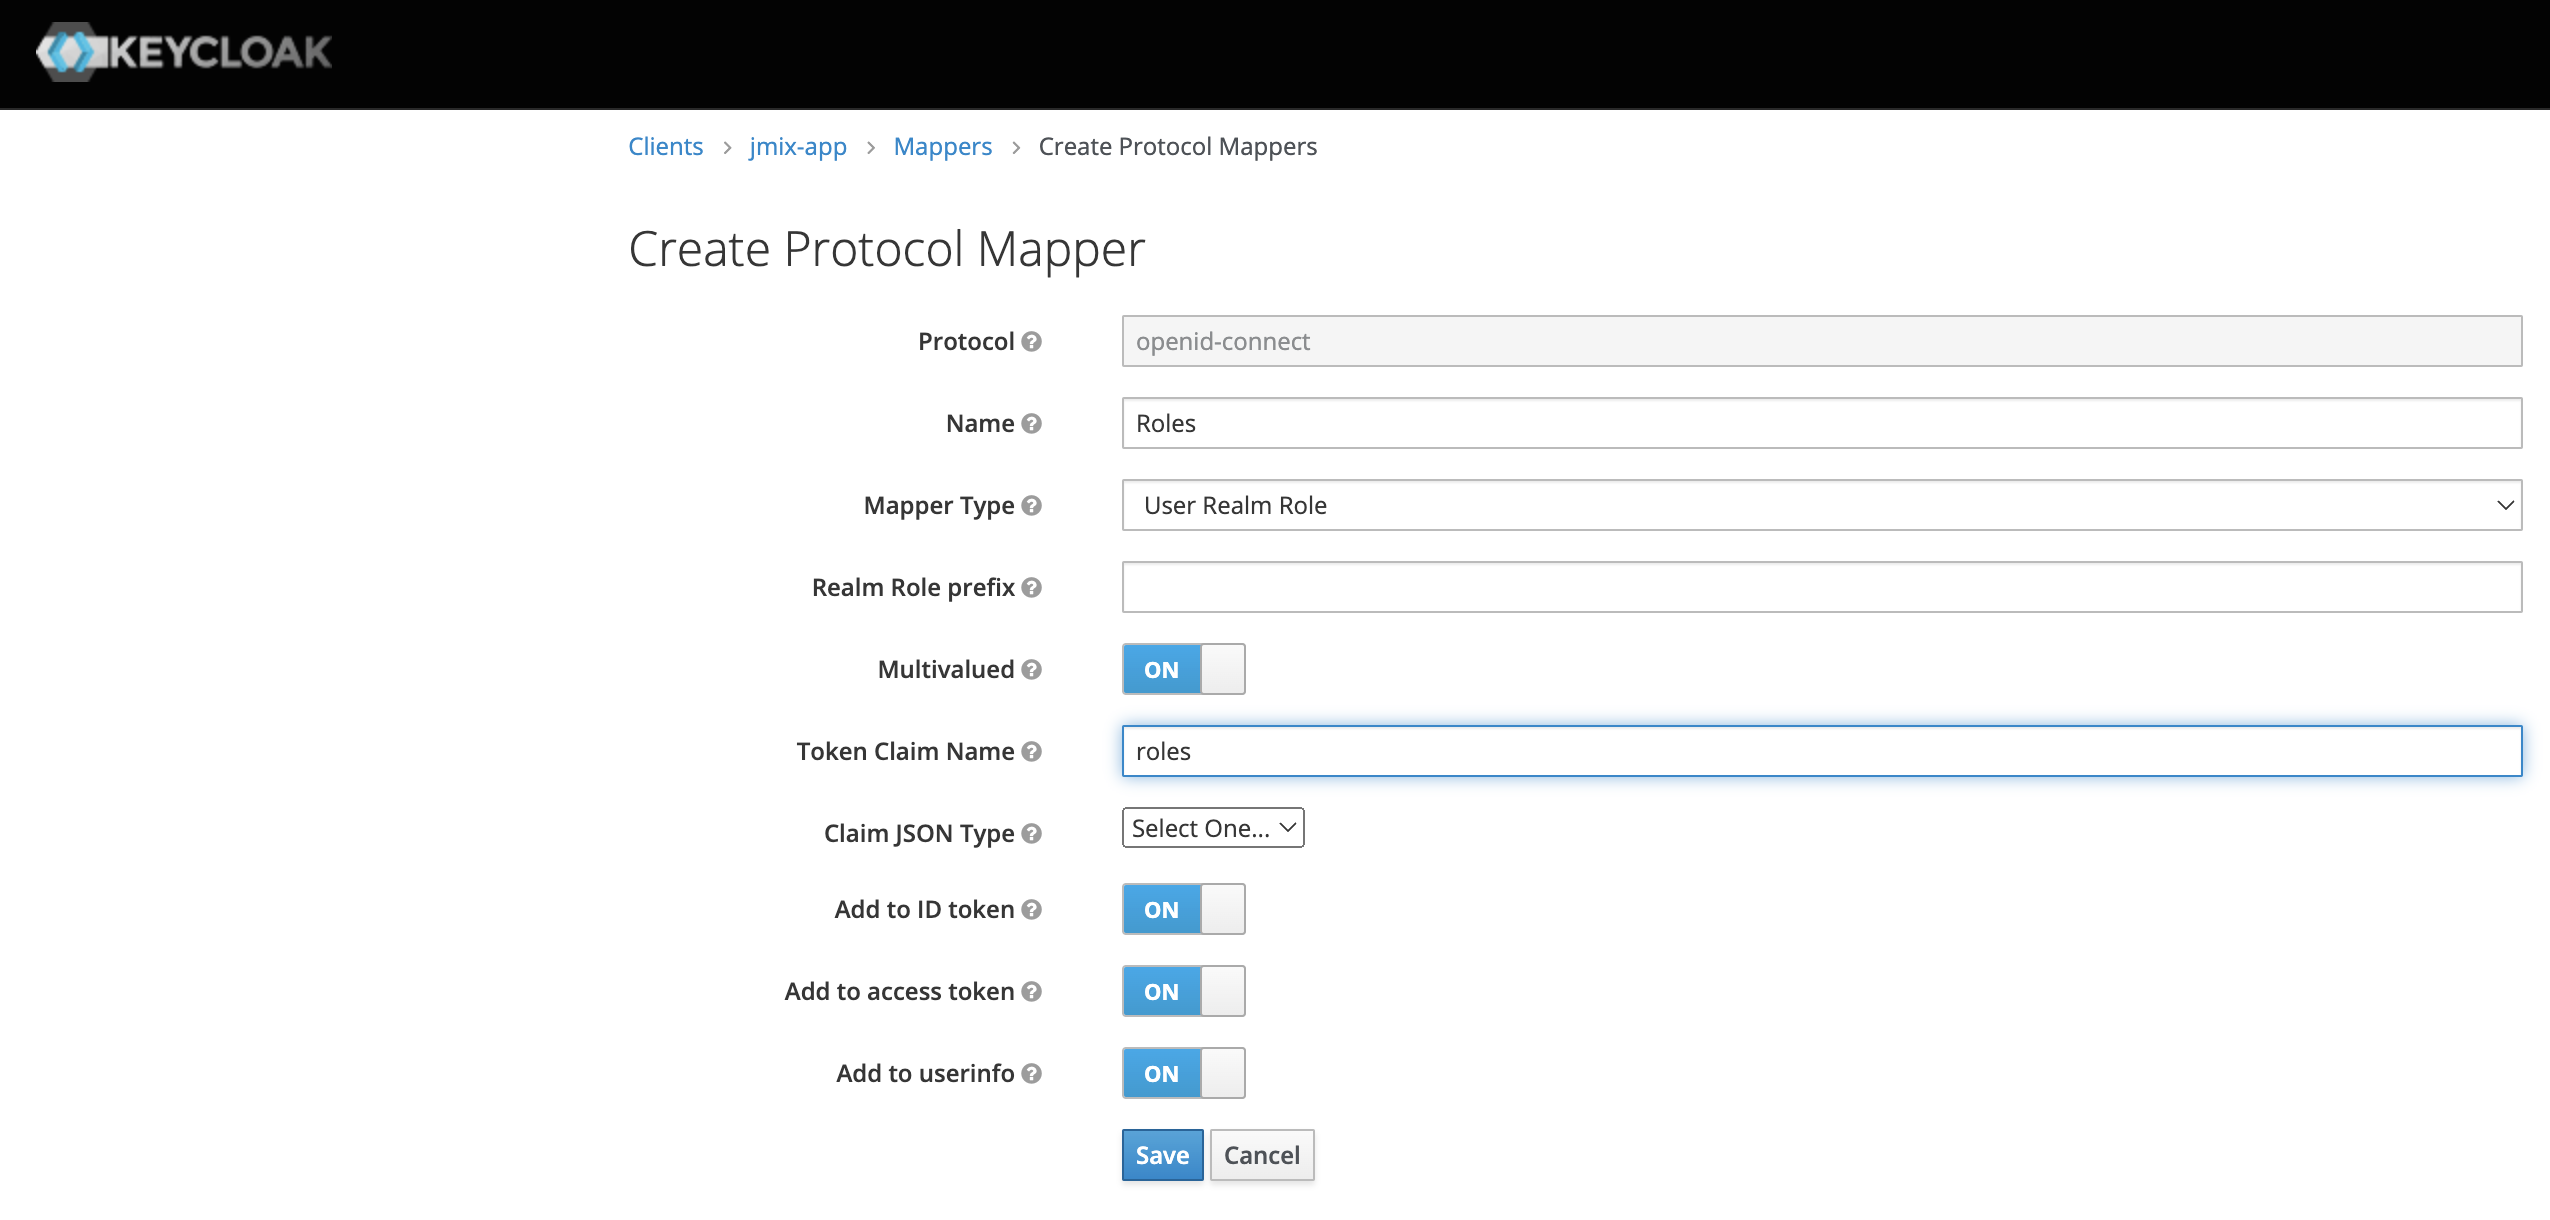 KEYCLOAK
Clients > jmix-app > Mappers > Create Protocol Mappers
Create Protocol Mapper
Protocol ? openid-connect
Name ? Roles
Mapper Type ? User Realm Role
Realm Role prefix ?
Multivalued ? ON
Token Claim Name ? roles
Claim JSON Type ? Select One...
Add to ID token ? ON
Add to access token ? ON
Add to userinfo ? ON
Save Cancel